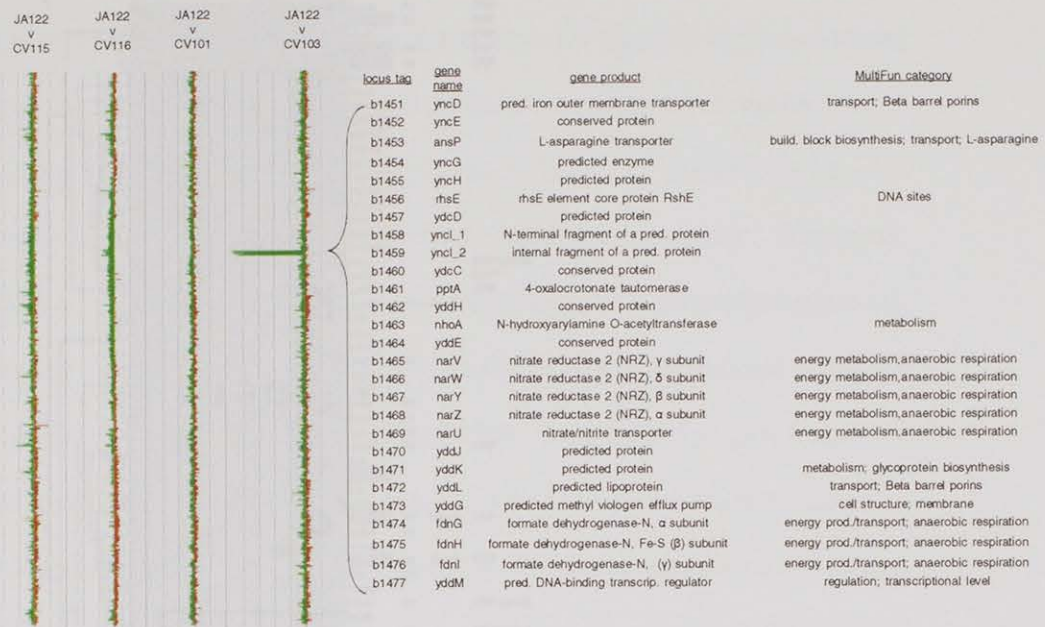 JA122 v CV115
JA122 v CV116
JA122 v CV101
JA122 v CV103
locus tag gene name gene product MultiFun category
b1451 yncD pred. iron outer membrane transporter transport; Beta barrel porins
b1452 yncE conserved protein
b1453 ansP L-asparagine transporter build. block biosynthesis; transport; L-asparagine
b1454 yncG predicted enzyme
b1455 yncH predicted protein
b1456 rhsE rhsE element core protein RshE DNA sites
b1457 ydcD predicted protein
b1458 yncI_1 N-terminal fragment of a pred. protein
b1459 yncI_2 internal fragment of a pred. protein
b1460 ydcC conserved protein
b1461 pptA 4-oxalocrotonate tautomerase
b1462 yddH conserved protein
b1463 nhoA N-hydroxyarylamine O-acetyltransferase metabolism
b1464 yddE conserved protein
b1465 narV nitrate reductase 2 (NRZ), γ subunit energy metabolism,anaerobic respiration
b1466 narW nitrate reductase 2 (NRZ), δ subunit energy metabolism,anaerobic respiration
b1467 narY nitrate reductase 2 (NRZ), β subunit energy metabolism,anaerobic respiration
b1468 narZ nitrate reductase 2 (NRZ), α subunit energy metabolism,anaerobic respiration
b1469 narU nitrate/nitrite transporter energy metabolism,anaerobic respiration
b1470 yddJ predicted protein
b1471 yddK predicted protein metabolism; glycoprotein biosynthesis
b1472 yddL predicted lipoprotein transport; Beta barrel porins
b1473 yddG predicted methyl viologen efflux pump cell structure; membrane
b1474 fdnG formate dehydrogenase-N, α subunit energy prod./transport; anaerobic respiration
b1475 fdnH formate dehydrogenase-N, Fe-S (β) subunit energy prod./transport; anaerobic respiration
b1476 fdnI formate dehydrogenase-N, (γ) subunit energy prod./transport; anaerobic respiration
b1477 yddM pred. DNA-binding transcrip. regulator regulation; transcriptional level